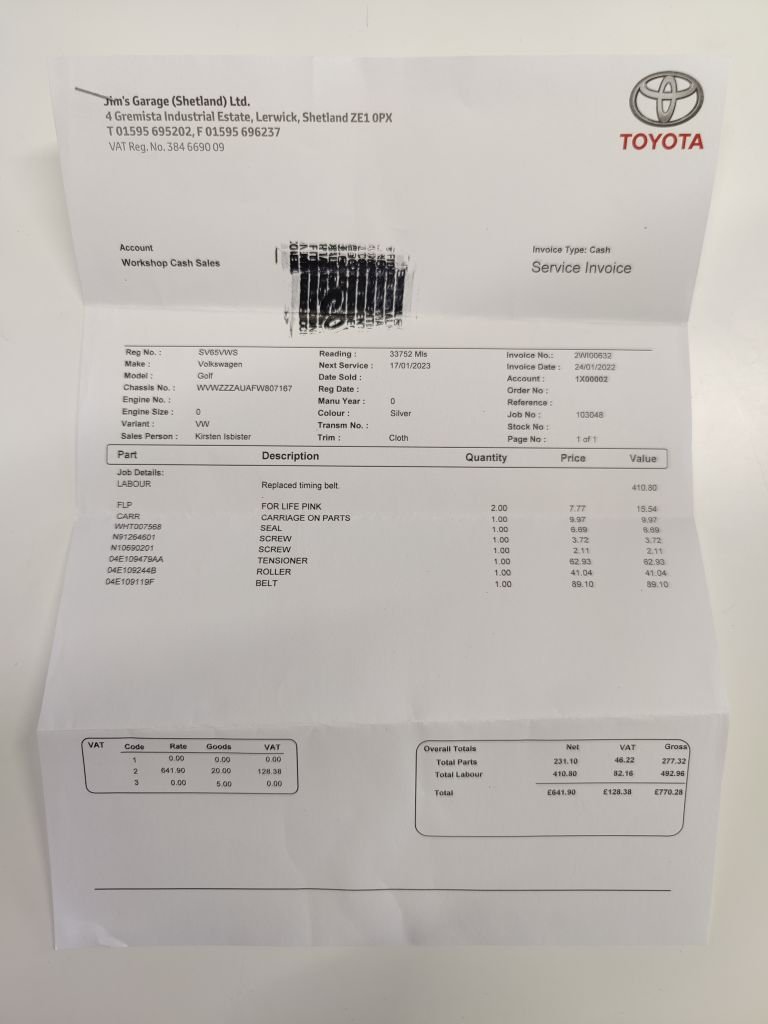 Jim's Garage (Shetland) Ltd.
4 Gremista Industrial Estate, Lerwick, Shetland ZE1 0PX
T 01595 695202, F 01595 696237
VAT Reg. No. 384 6690 09
TOYOTA
Account
Workshop Cash Sales
Invoice Type: Cash
Service Invoice
Reg No. : SV65VWS Reading : 33752 Mls Invoice No.: 2WI00632
Make : Volkswagen Next Service : 17/01/2023 Invoice Date : 24/01/2022
Model : Golf Date Sold : Account : 1X00002
Chassis No. : WVWZZZAUAFW807167 Reg Date : Order No :
Engine No. : Manu Year : 0 Reference :
Engine Size : 0 Colour : Silver Job No : 103048
Variant : VW Transm No. : Stock No :
Sales Person : Kirsten Isbister Trim : Cloth Page No : 1 of 1
Part Description Quantity Price Value
Job Details:
LABOUR Replaced timing belt 410.80
FLP FOR LIFE PINK 2.00 7.77 15.54
CARR CARRIAGE ON PARTS 1.00 9.97 9.97
WHT007568 SEAL 1.00 6.69 6.69
N91264601 SCREW 1.00 3.72 3.72
N10690201 SCREW 1.00 2.11 2.11
04E109479AA TENSIONER 1.00 62.93 62.93
04E109244B ROLLER 1.00 41.04 41.04
04E109119F BELT 1.00 89.10 89.10
VAT Code Rate Goods VAT
1 0.00 0.00 0.00
2 641.90 20.00 128.38
3 0.00 5.00 0.00
Overall Totals Net VAT Gross
Total Parts 231.10 46.22 277.32
Total Labour 410.80 82.16 492.96
Total £641.90 £128.38 £770.28